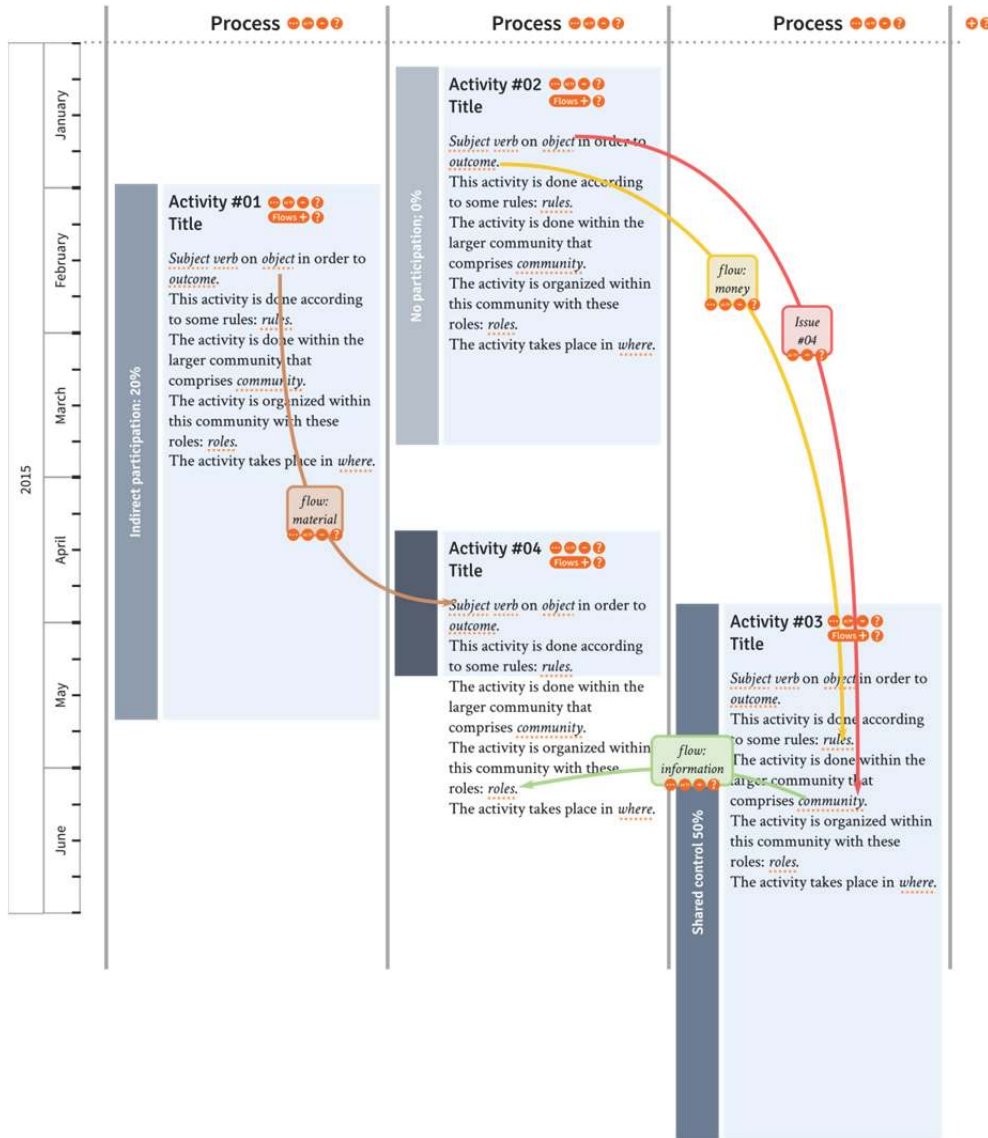 Process
Process
Process
2015
January
February
March
April
May
June
Indirect participation: 20%
Activity #01
Flows + ?
Title
Subject verb on object in order to
outcome.
This activity is done according
to some rules: rules.
The activity is done within the
larger community that
comprises community.
The activity is organized within
this community with these
roles: roles.
The activity takes place in where.
flow:
material
No participation; 0%
Activity #02
Flows + ?
Title
Subject verb on object in order to
outcome.
This activity is done according
to some rules: rules.
The activity is done within the
larger community that
comprises community.
The activity is organized within
this community with these
roles: roles.
The activity takes place in where.
flow:
money
Issue
#04
Activity #04
Flows + ?
Title
Subject verb on object in order to
outcome.
This activity is done according
to some rules: rules.
The activity is done within the
larger community that
comprises community.
The activity is organized within
this community with these
roles: roles.
The activity takes place in where.
flow:
information
Shared control 50%
Activity #03
Flows + ?
Title
Subject verb on object in order to
outcome.
This activity is done according
to some rules: rules.
The activity is done within the
larger community that
comprises community.
The activity is organized within
this community with these
roles: roles.
The activity takes place in where.